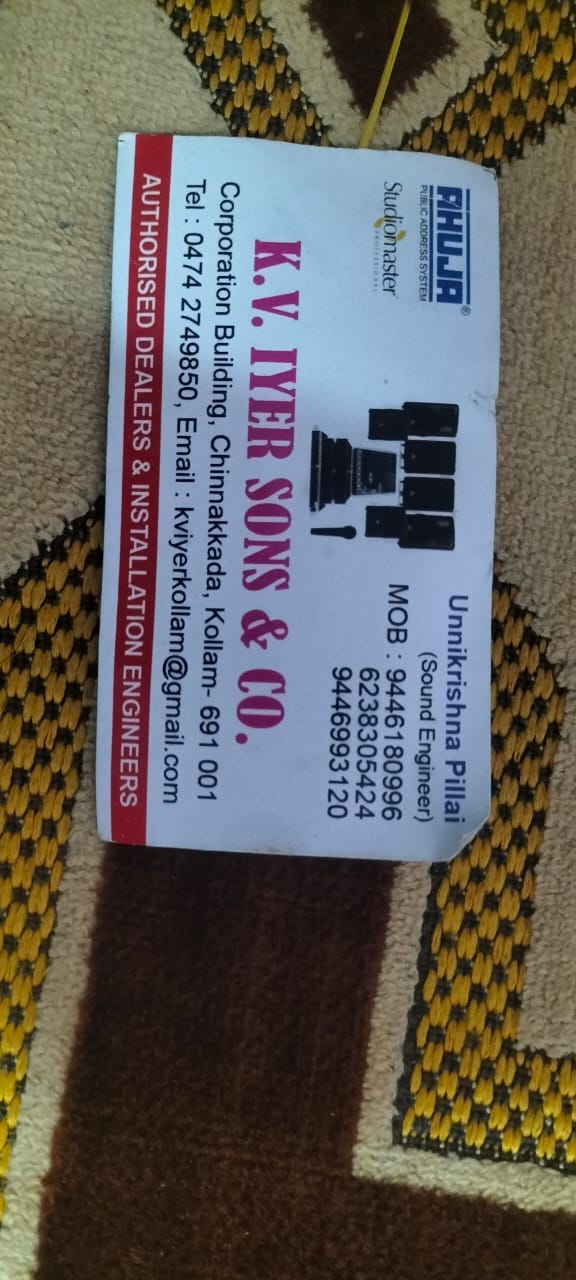 AHUJA®
PUBLIC ADDRESS SYSTEM
Studiomaster
PROFESSIONAL
Unnikrishna Pillai
(Sound Engineer)
MOB : 9446180996
6238305424
9446993120
K.V. IYER SONS & CO.
Corporation Building, Chinnakkada, Kollam- 691 001
Tel : 0474 2749850, Email : kviyerkollam@gmail.com
AUTHORISED DEALERS & INSTALLATION ENGINEERS